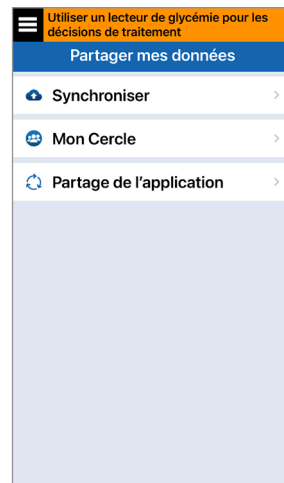 Utiliser un lecteur de glycémie pour les
décisions de traitement
Partager mes données
Synchroniser
Mon Cercle
Partage de l'application